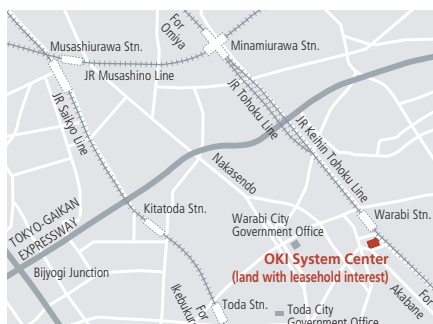 For
Omiya
Musashiurawa Stn.
Minamiurawa Stn.
JR Musashino Line
JR Saikyo Line
JR Tohoku Line
JR Keihin Tohoku Line
Nakasendo
TOKYO-GAIKAN
EXPRESSWAY
Kitatoda Stn.
Warabi City
Government Office
Warabi Stn.
OKI System Center
(land with leasehold interest)
Bijyogi Junction
For
Ikebukur
Toda Stn.
Toda City
Government Office
For
Akabane